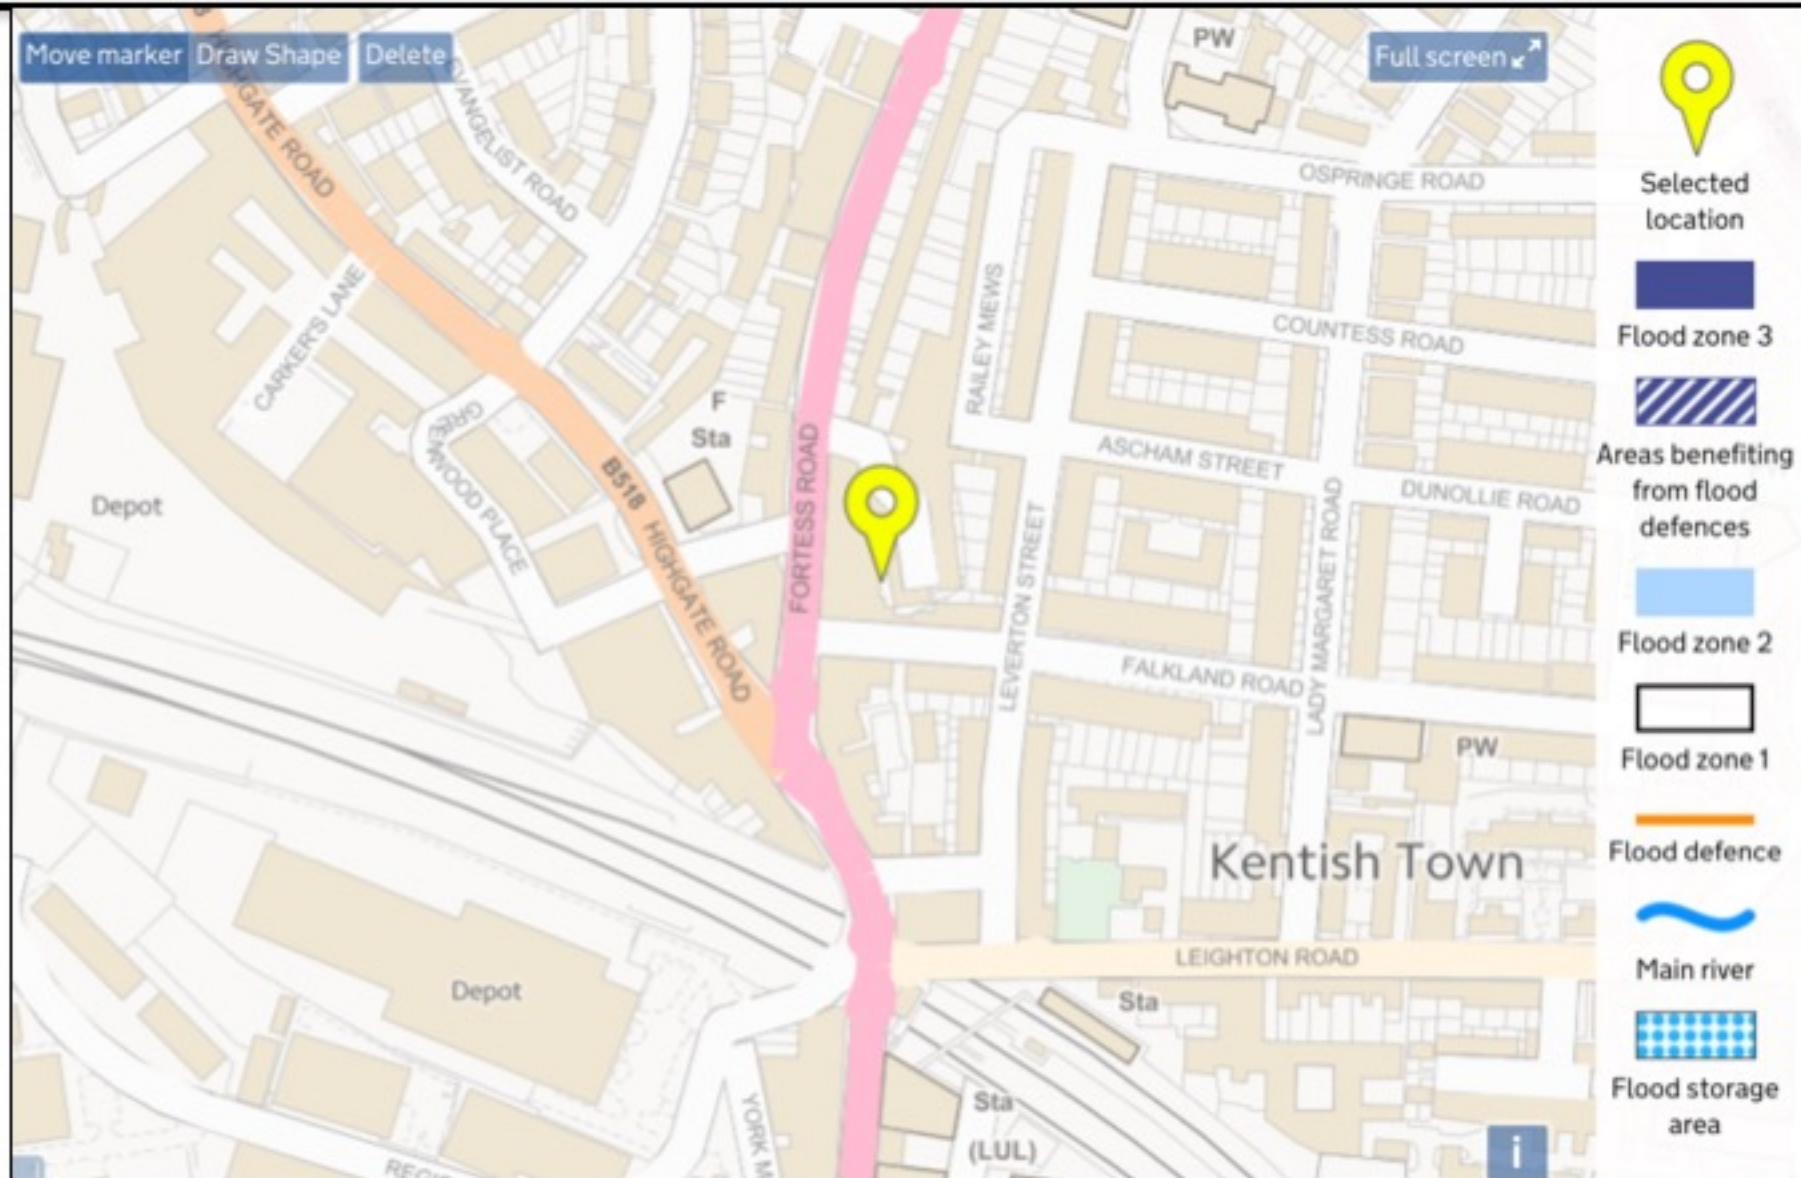 Move marker
Draw Shape
Delete
Full screen
PW
HIGHGATE ROAD
EVANGELIST ROAD
OSPRINGE ROAD
CARKER'S LANE
RAILEY MEWS
COUNTESS ROAD
F
Sta
GREENWOOD PLACE
Depot
B518
HIGHGATE ROAD
FORTESS ROAD
ASCHAM STREET
DUNOLLIE ROAD
LEVERTON STREET
LADY MARGARET ROAD
FALKLAND ROAD
PW
Kentish Town
LEIGHTON ROAD
Depot
Sta
Sta
(LUL)
YORK M
REGIS
i
Selected
location
Flood zone 3
Areas benefiting
from flood
defences
Flood zone 2
Flood zone 1
Flood defence
Main river
Flood storage
area